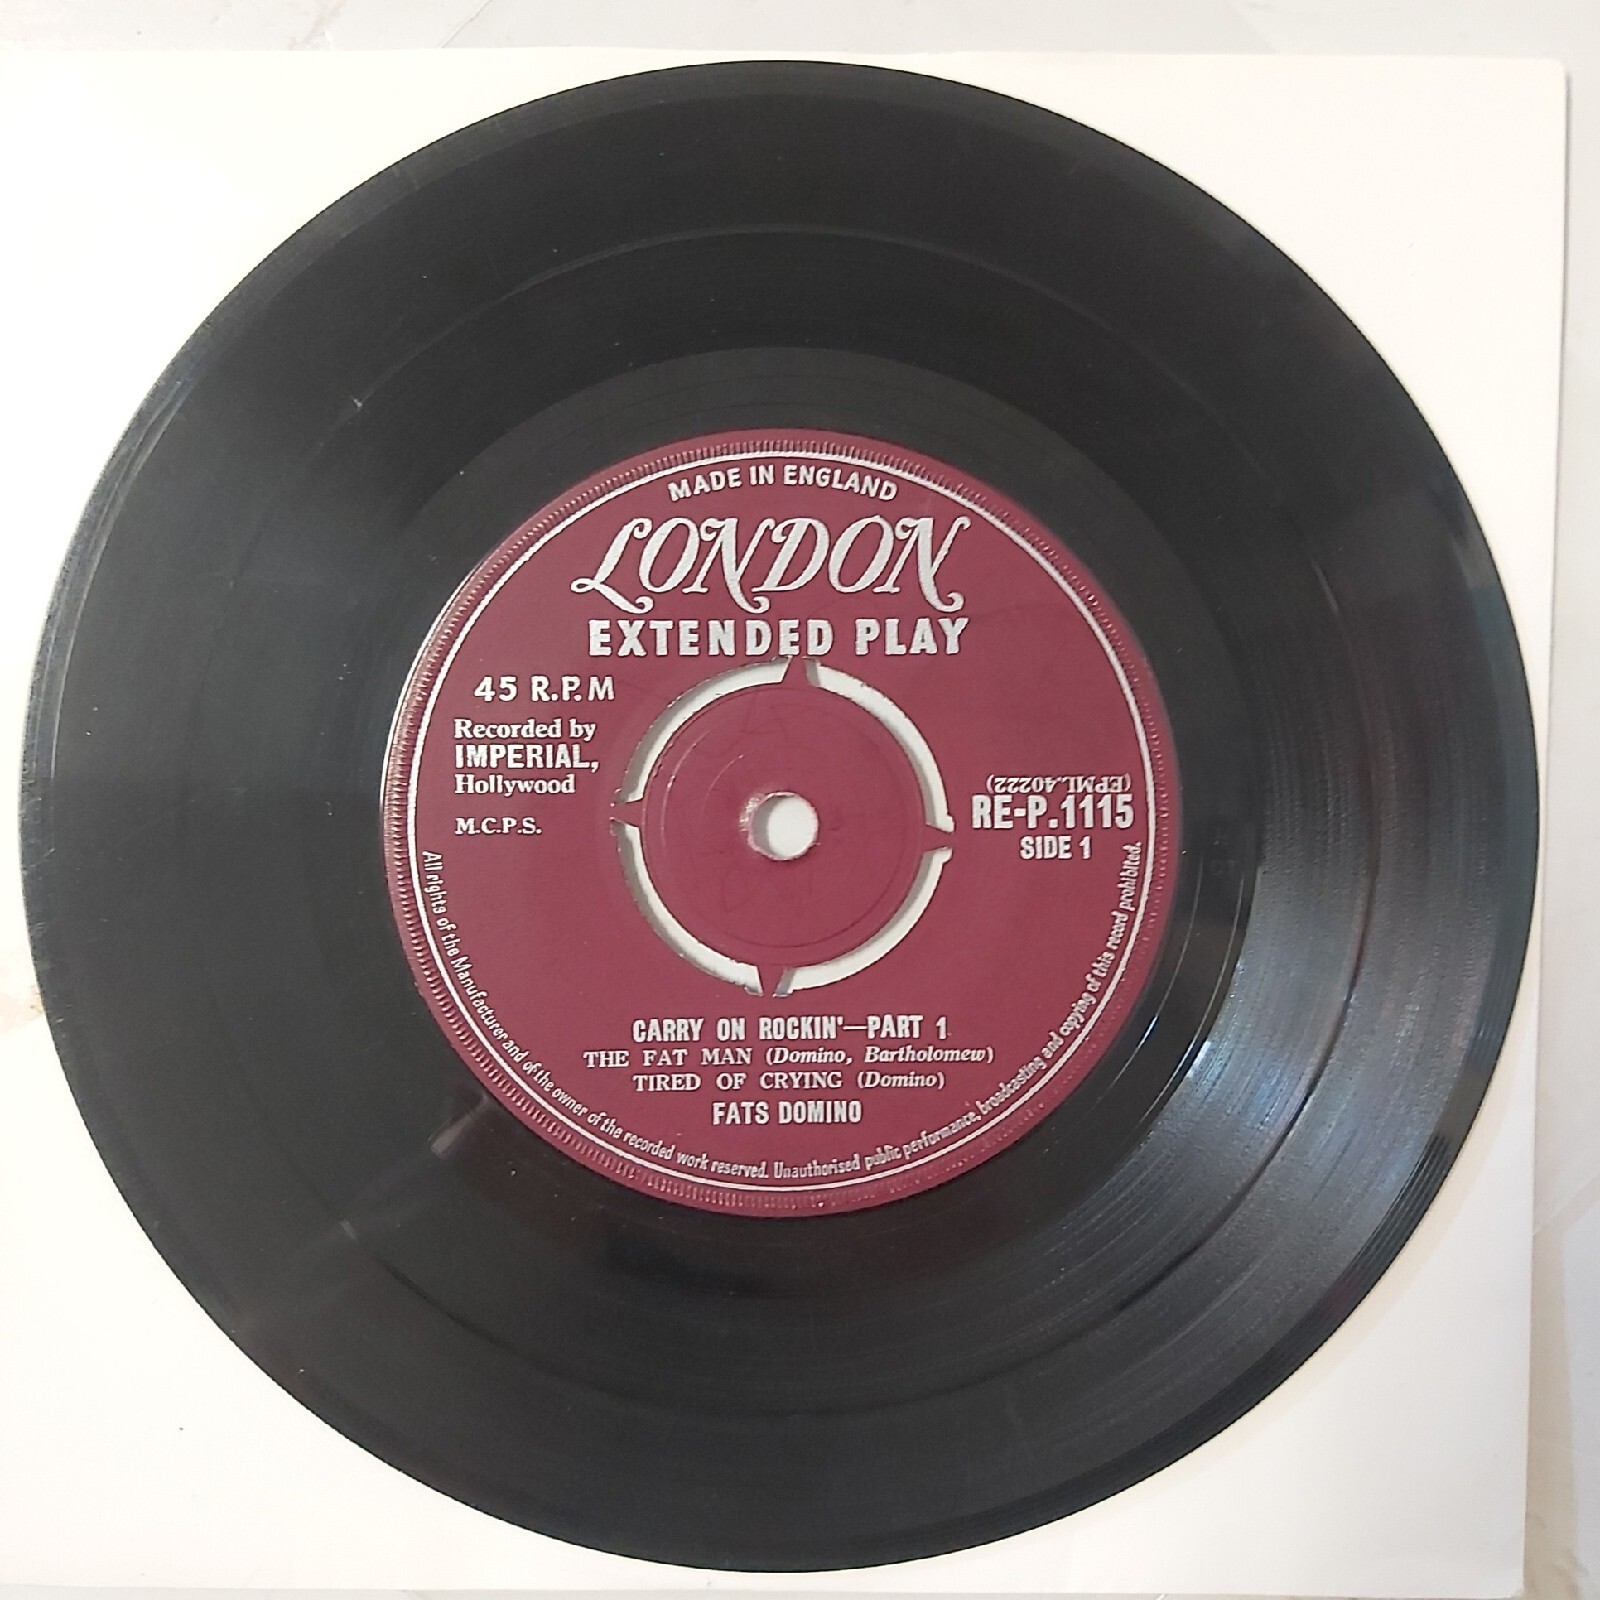 MADE IN ENGLAND
LONDON
EXTENDED PLAY
45 R.P.M
Recorded by
IMPERIAL,
Hollywood
M.C.P.S.
(EPML.40222)
RE-P.1115
SIDE 1
CARRY ON ROCKIN'—PART 1
THE FAT MAN (Domino, Bartholomew)
TIRED OF CRYING (Domino)
FATS DOMINO
All rights of the Manufacturer and of the owner of the recorded work reserved. Unauthorised public performance, broadcasting and copying of this record prohibited.